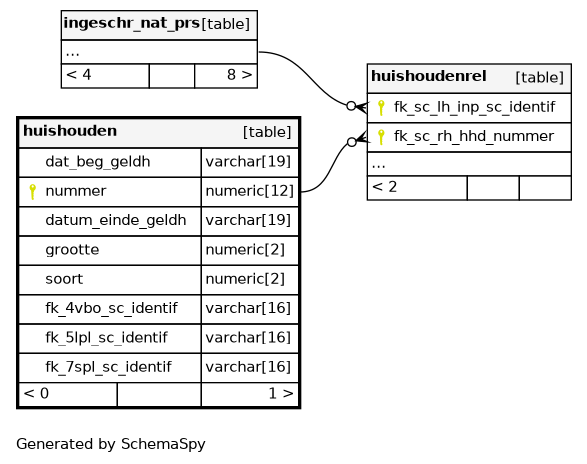 ingeschr_nat_prs [table]
...
< 4 8 >
huishoudenrel [table]
fk_sc_lh_inp_sc_identif
fk_sc_rh_hhd_nummer
...
< 2
huishouden [table]
dat_beg_geldh varchar[19]
nummer numeric[12]
datum_einde_geldh varchar[19]
grootte numeric[2]
soort numeric[2]
fk_4vbo_sc_identif varchar[16]
fk_5lpl_sc_identif varchar[16]
fk_7spl_sc_identif varchar[16]
< 0 1 >
Generated by SchemaSpy